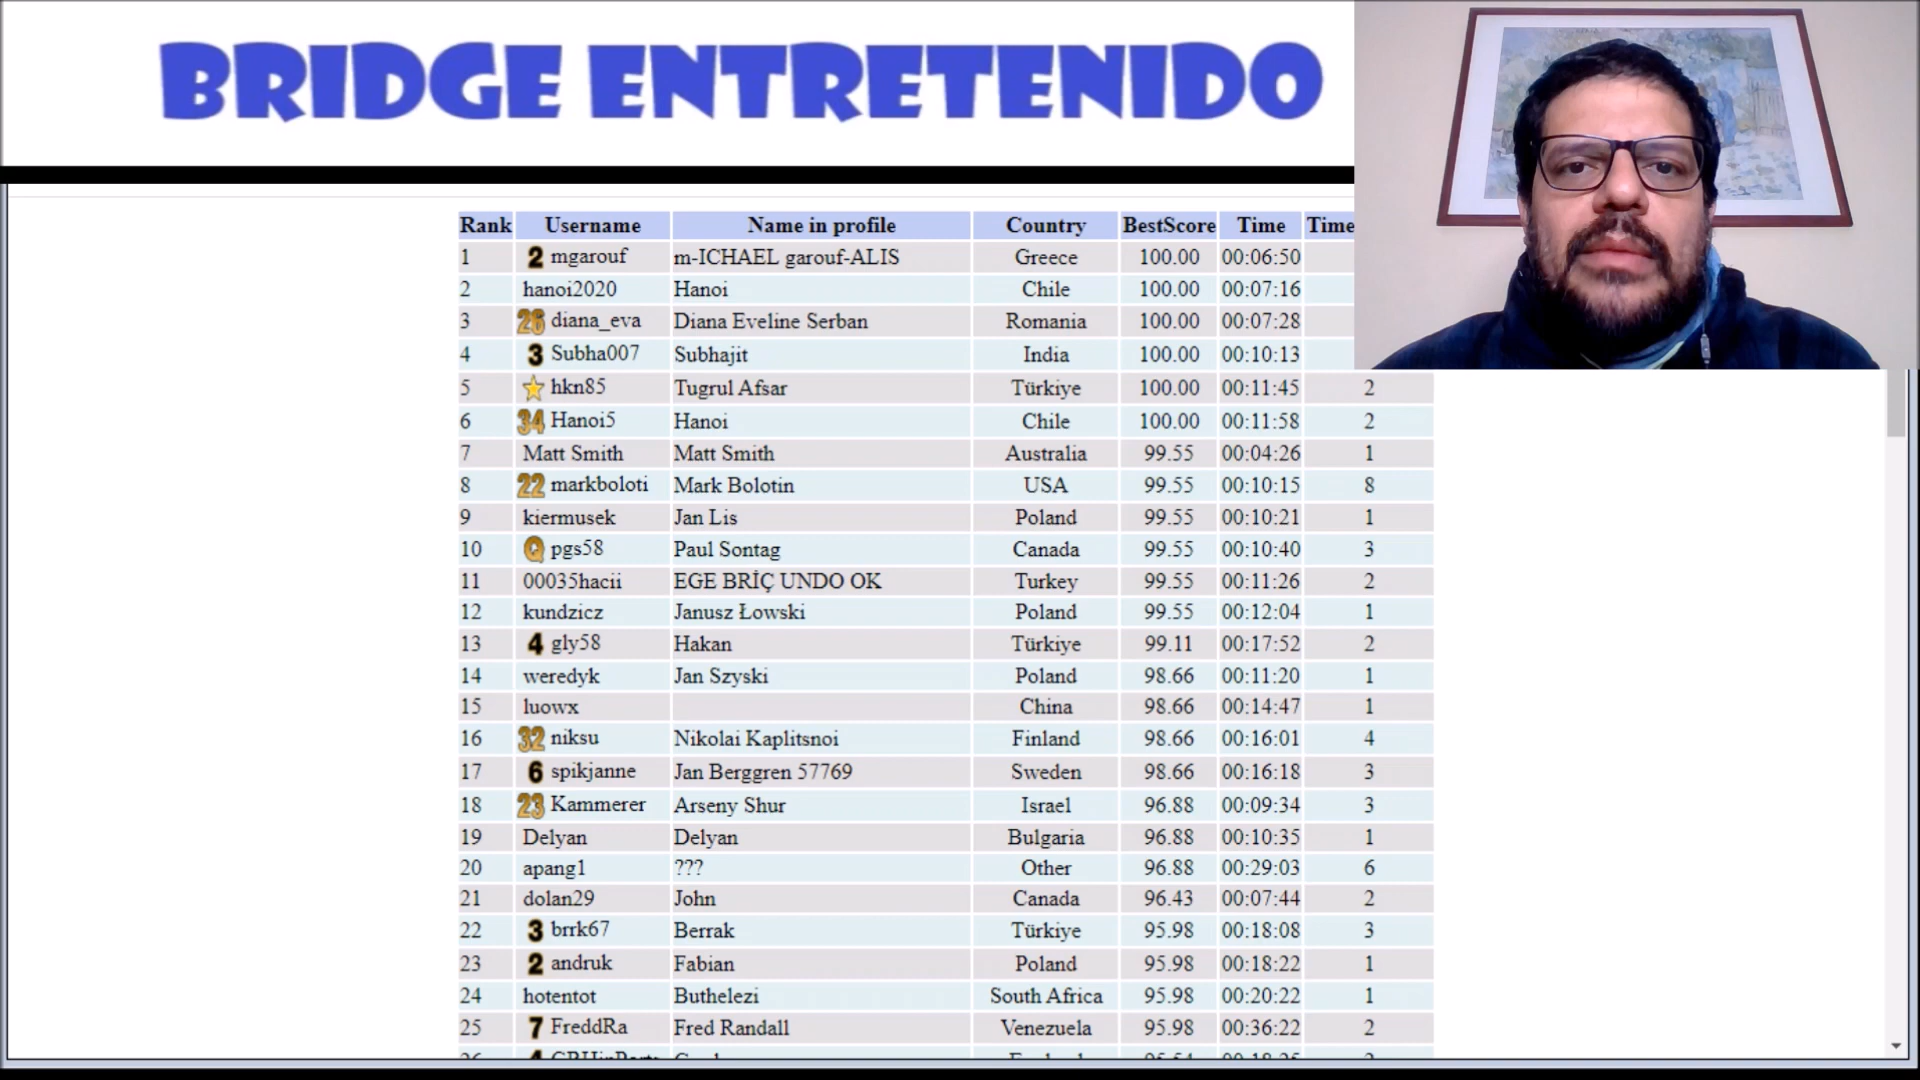 BRIDGE ENTRETENIDO
Rank Username Name in profile Country BestScore Time Time
1 2 mgarouf m-ICHAEL garouf-ALIS Greece 100.00 00:06:50
2 hanoi2020 Hanoi Chile 100.00 00:07:16
3 26 diana_eva Diana Eveline Serban Romania 100.00 00:07:28
4 3 Subha007 Subhajit India 100.00 00:10:13
5 hkn85 Tugrul Afsar Türkiye 100.00 00:11:45 2
6 34 Hanoi5 Hanoi Chile 100.00 00:11:58 2
7 Matt Smith Matt Smith Australia 99.55 00:04:26 1
8 22 markboloti Mark Bolotin USA 99.55 00:10:15 8
9 kiermusek Jan Lis Poland 99.55 00:10:21 1
10 Q pgs58 Paul Sontag Canada 99.55 00:10:40 3
11 00035hacii EGE BRİÇ UNDO OK Turkey 99.55 00:11:26 2
12 kundzicz Janusz Łowski Poland 99.55 00:12:04 1
13 4 gly58 Hakan Türkiye 99.11 00:17:52 2
14 weredyk Jan Szyski Poland 98.66 00:11:20 1
15 luowx China 98.66 00:14:47 1
16 32 niksu Nikolai Kaplitsnoi Finland 98.66 00:16:01 4
17 6 spikjanne Jan Berggren 57769 Sweden 98.66 00:16:18 3
18 23 Kammerer Arseny Shur Israel 96.88 00:09:34 3
19 Delyan Delyan Bulgaria 96.88 00:10:35 1
20 apang1 ??? Other 96.88 00:29:03 6
21 dolan29 John Canada 96.43 00:07:44 2
22 3 brrk67 Berrak Türkiye 95.98 00:18:08 3
23 2 andruk Fabian Poland 95.98 00:18:22 1
24 hotentot Buthelezi South Africa 95.98 00:20:22 1
25 7 FreddRa Fred Randall Venezuela 95.98 00:36:22 2